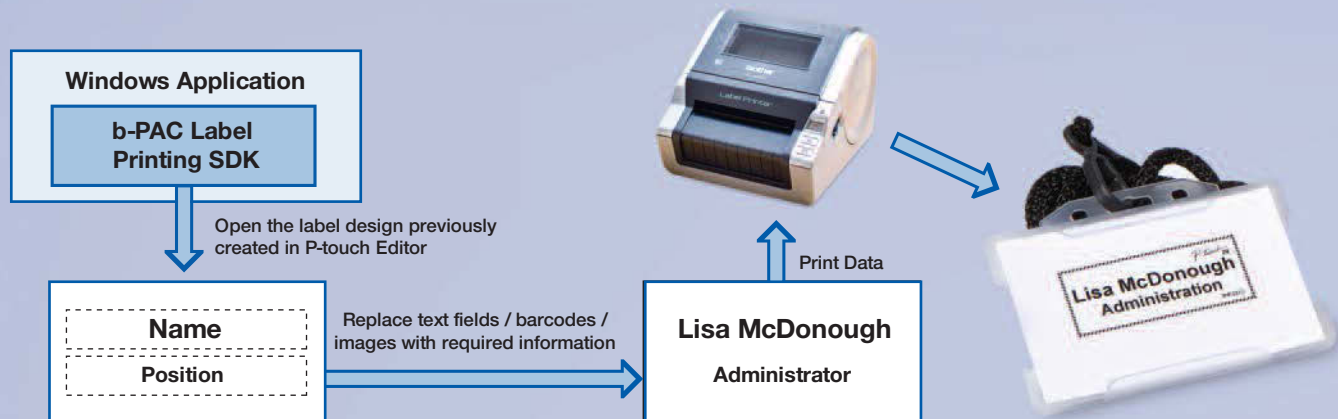 Windows Application
b-PAC Label
Printing SDK
Open the label design previously
created in P-touch Editor
Name
Position
Replace text fields / barcodes /
images with required information
Lisa McDonough
Administrator
Print Data
brother
Label Printer
Lisa McDonough
Administration